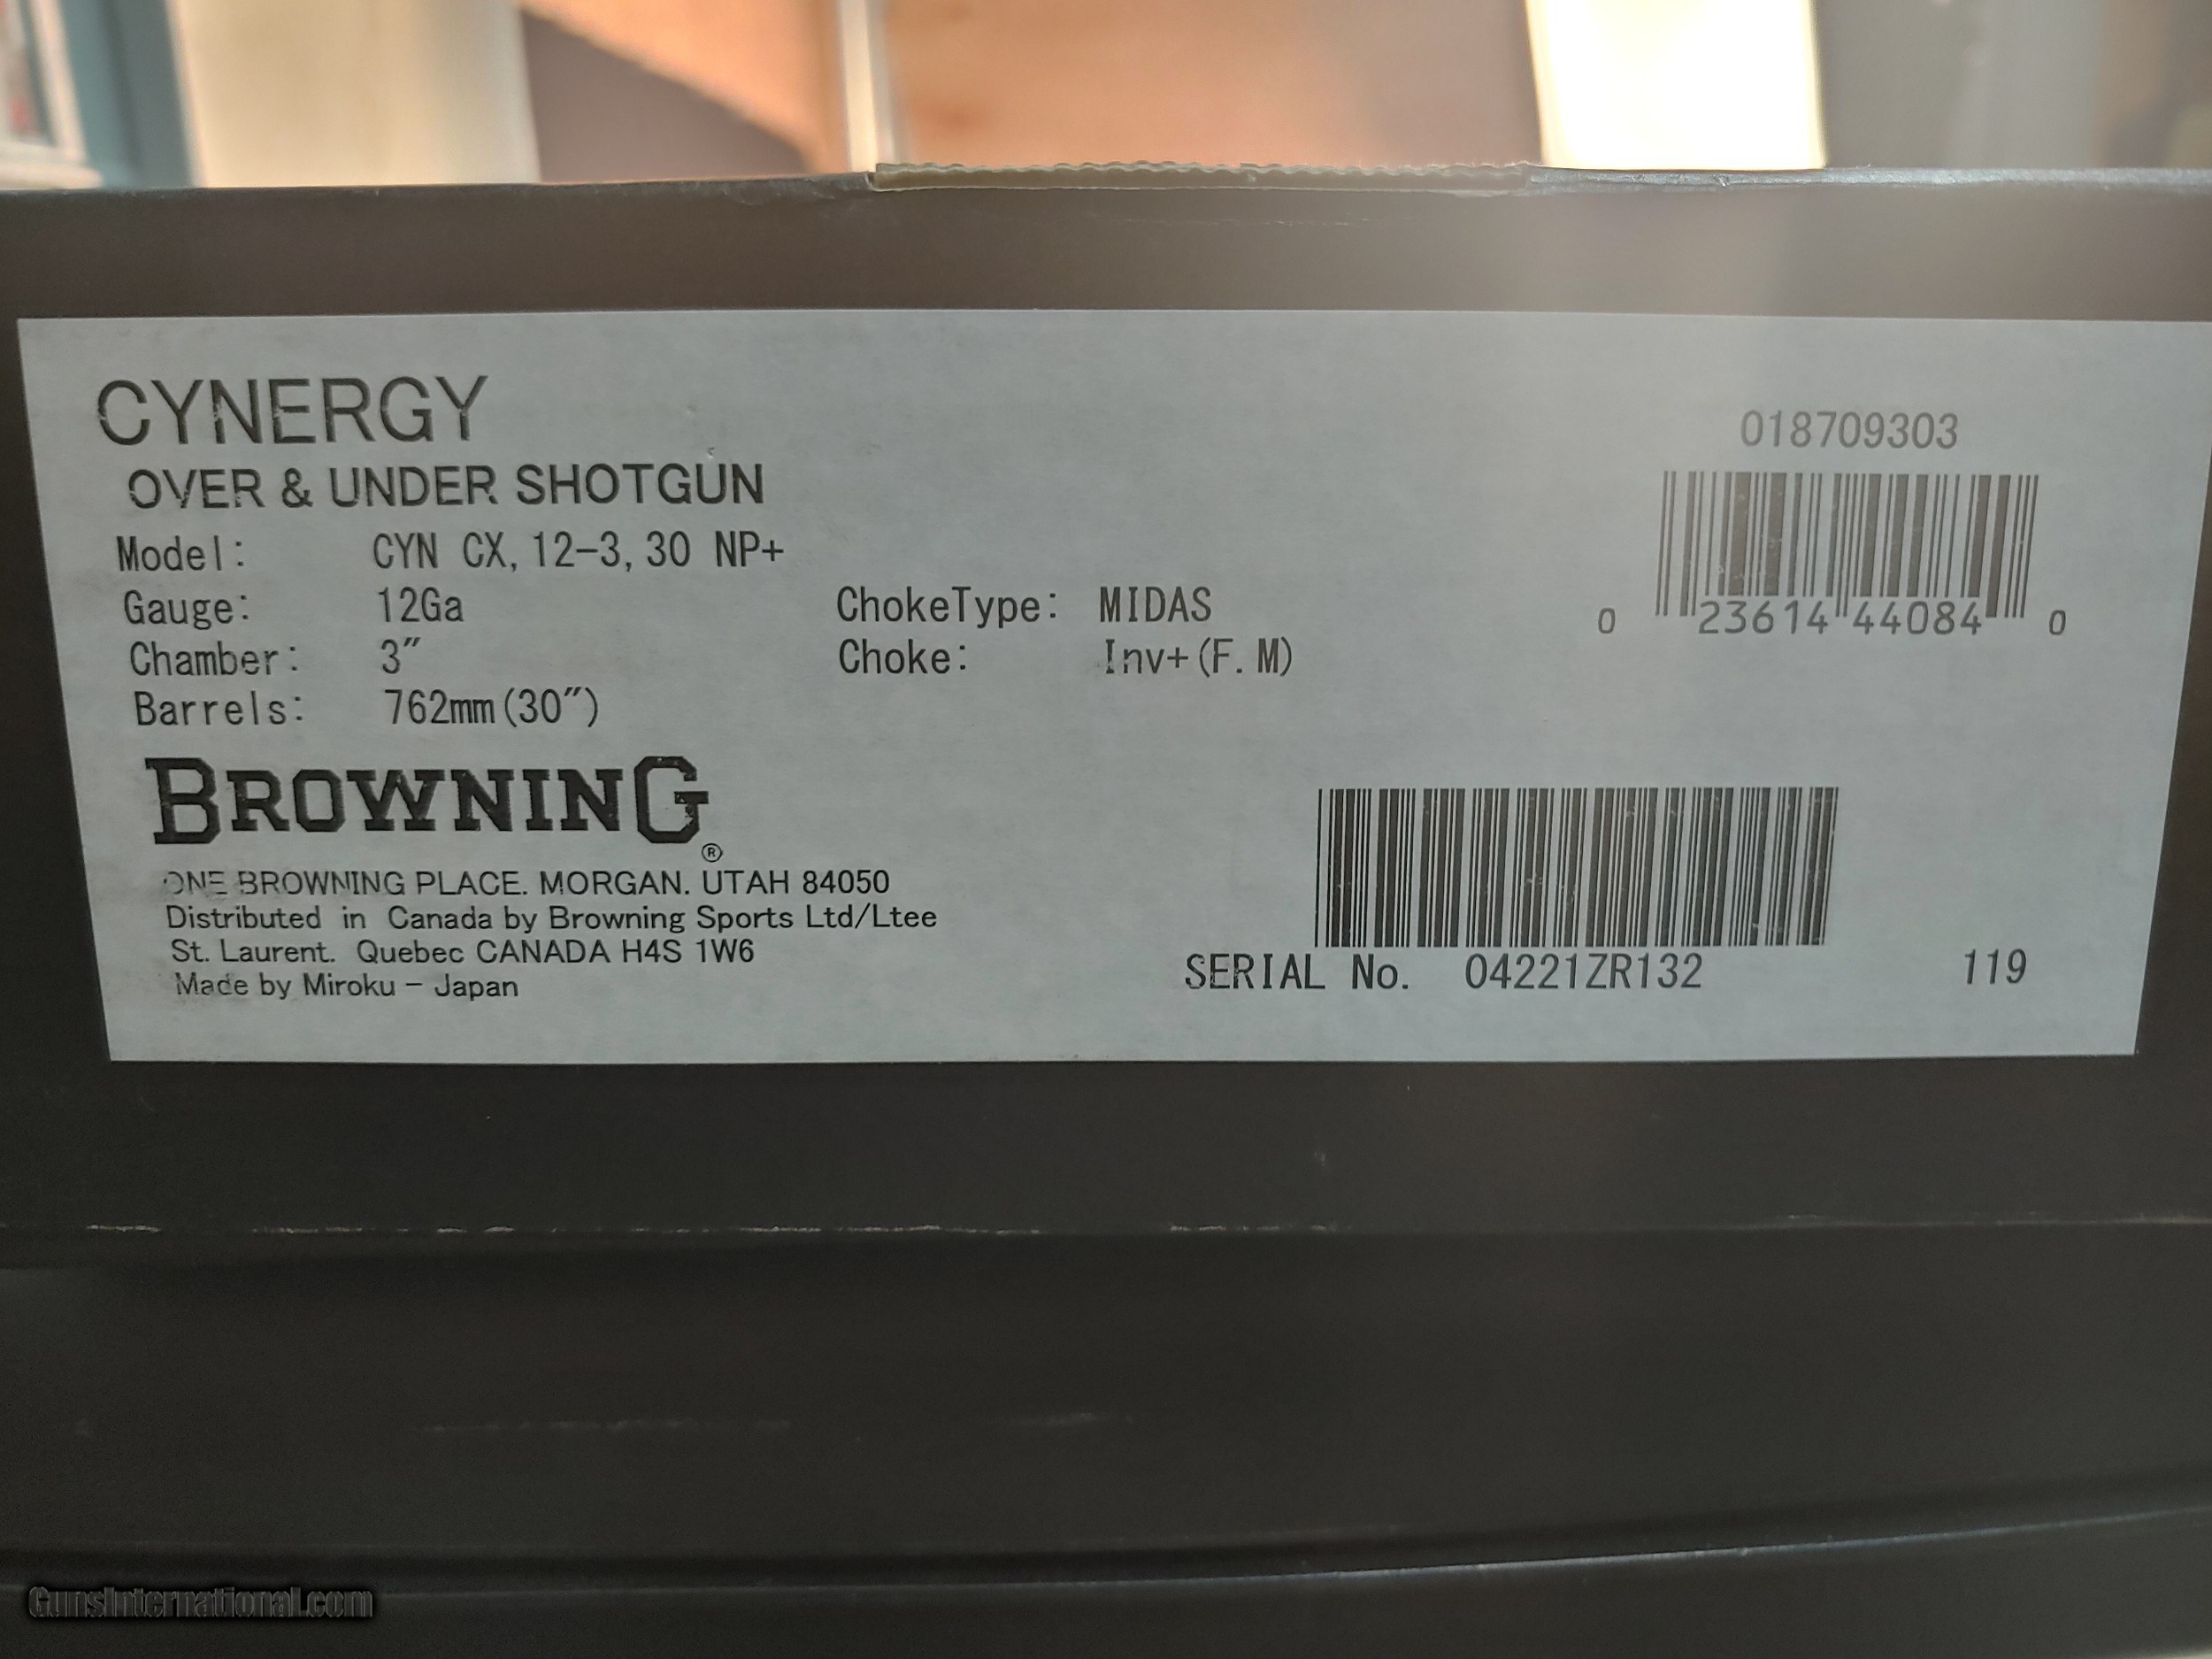 CYNERGY
OVER & UNDER SHOTGUN
Model: CYN CX, 12-3, 30 NP+
Gauge: 12Ga ChokeType: MIDAS
Chamber: 3″ Choke: Inv+(F. M)
Barrels: 762mm(30″)
018709303
0 23614 44084 0
BROWNING®
ONE BROWNING PLACE. MORGAN. UTAH 84050
Distributed in Canada by Browning Sports Ltd/Ltee
St. Laurent. Quebec CANADA H4S 1W6
Made by Miroku - Japan
SERIAL No. 04221ZR132 119
GunsInternational.com